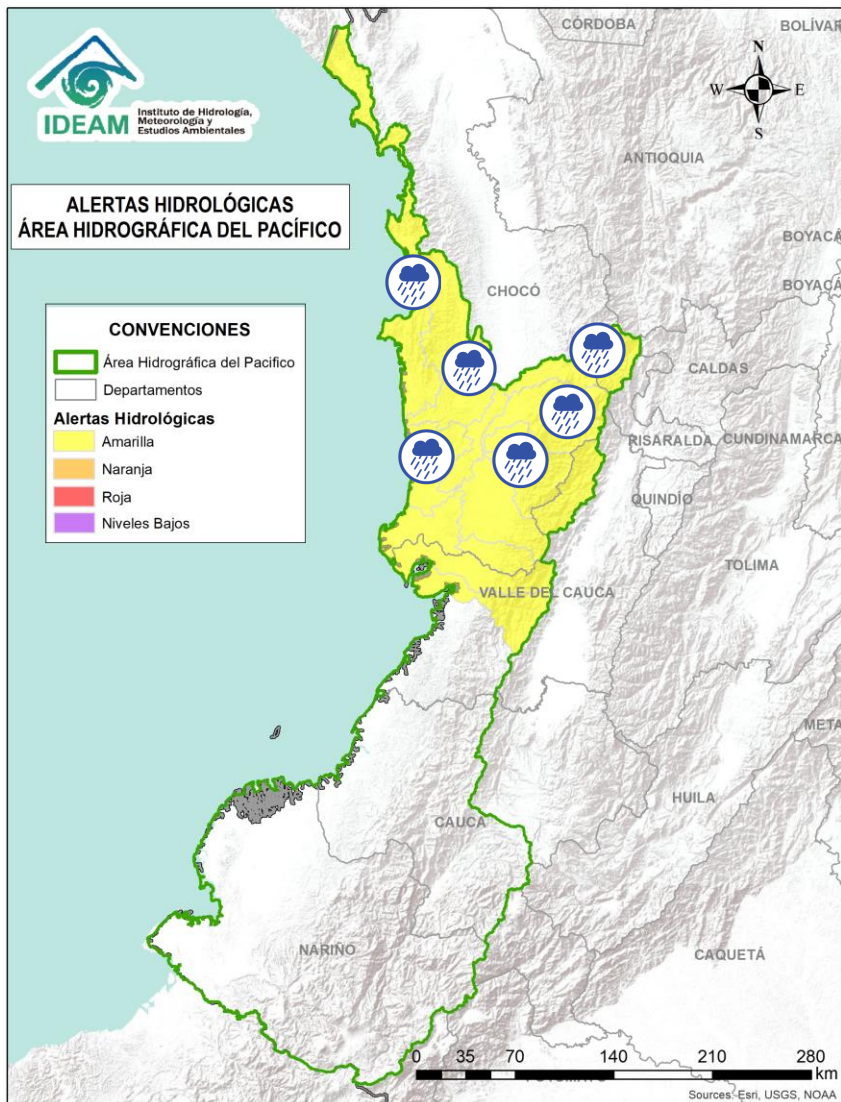 CÓRDOBA
BOLÍVAR
IDEAM
Instituto de Hidrología,
Meteorología y
Estudios Ambientales
N
W
E
S
ANTIOQUIA
ALERTAS HIDROLÓGICAS
ÁREA HIDROGRÁFICA DEL PACÍFICO
BOYACÁ
BOYACÁ
CHOCÓ
CONVENCIONES
Área Hidrográfica del Pacifico
Departamentos
Alertas Hidrológicas
Amarilla
Naranja
Roja
Niveles Bajos
CALDAS
RISARALDA
CUNDINAMARCA
QUINDÍO
TOLIMA
VALLE DEL CAUCA
META
HUILA
CAUCA
NARIÑO
CAQUETÁ
0 35 70 140 210 280
km
Sources: Esri, USGS, NOAA